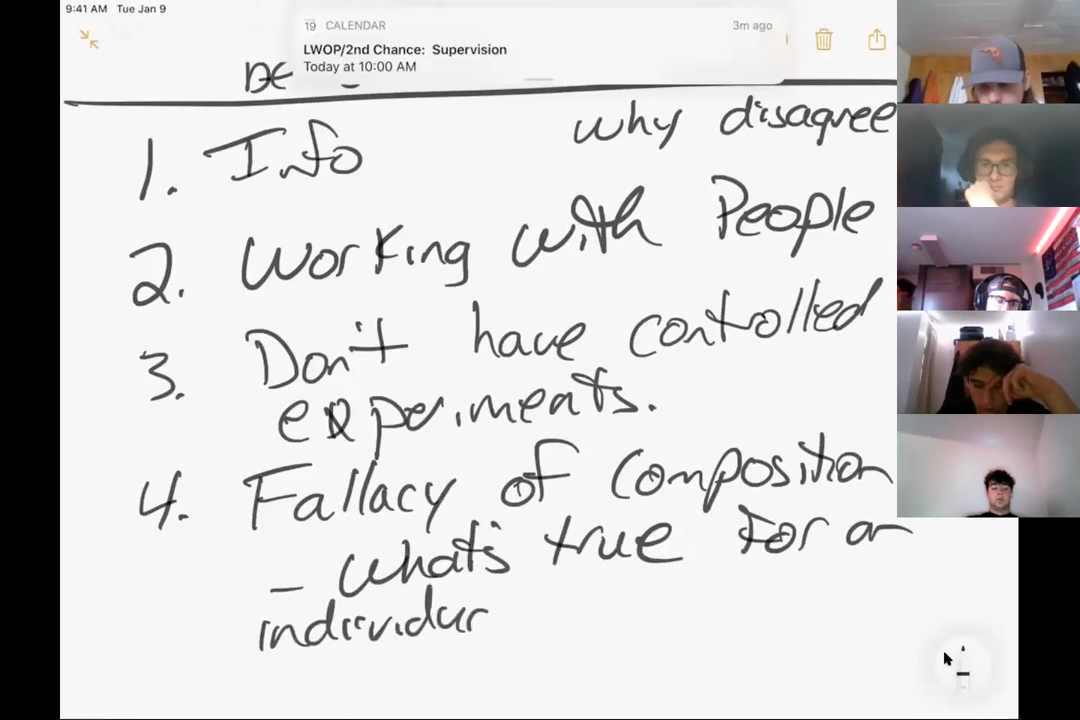 9:41 AM Tue Jan 9
19 CALENDAR 3m ago
LWOP/2nd Chance: Supervision
Today at 10:00 AM
why disagree
1. Info
2. Working with People
3. Don't have controlled
experiments.
4. Fallacy of Composition
- what's true for an
individur